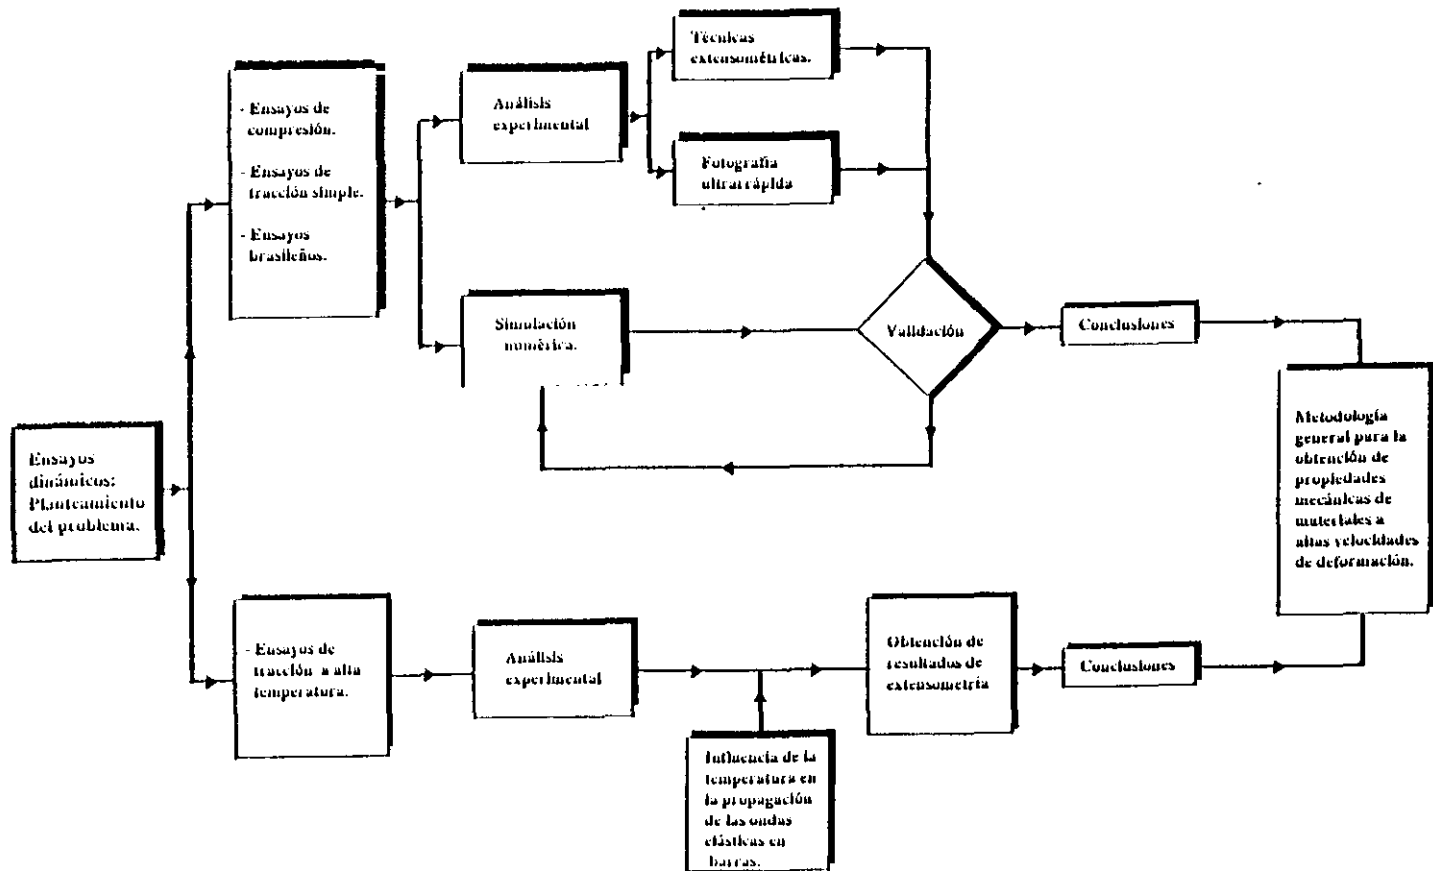 Técnicas
extensométricas.
- Ensayos de
compresión.
- Ensayos de
tracción simple.
- Ensayos
brasileños.
Análisis
experimental
Fotografía
ultrarrápida
Simulación
numérica.
Validación
Conclusiones
Ensayos
dinámicos:
Planteamiento
del problema.
Metodología
general para la
obtención de
propiedades
mecánicas de
materiales a
altas velocidades
de deformación.
- Ensayos de
tracción a alta
temperatura.
Análisis
experimental
Obtención de
resultados de
extensometría
Conclusiones
Influencia de la
temperatura en
la propagación
de las ondas
elásticas en
barras.